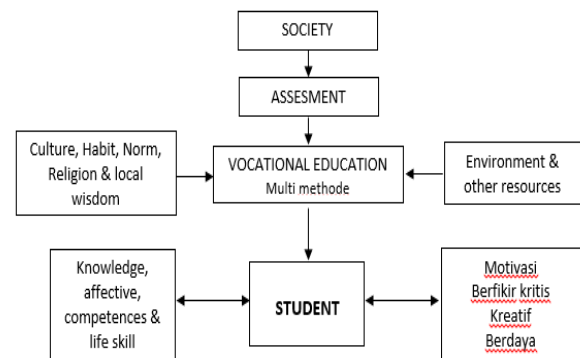 SOCIETY
ASSESMENT
Culture, Habit, Norm,
Religion & local
wisdom
VOCATIONAL EDUCATION
Multi methode
Environment &
other resources
Knowledge,
affective,
competences &
life skill
STUDENT
Motivasi
Berfikir kritis
Kreatif
Berdaya